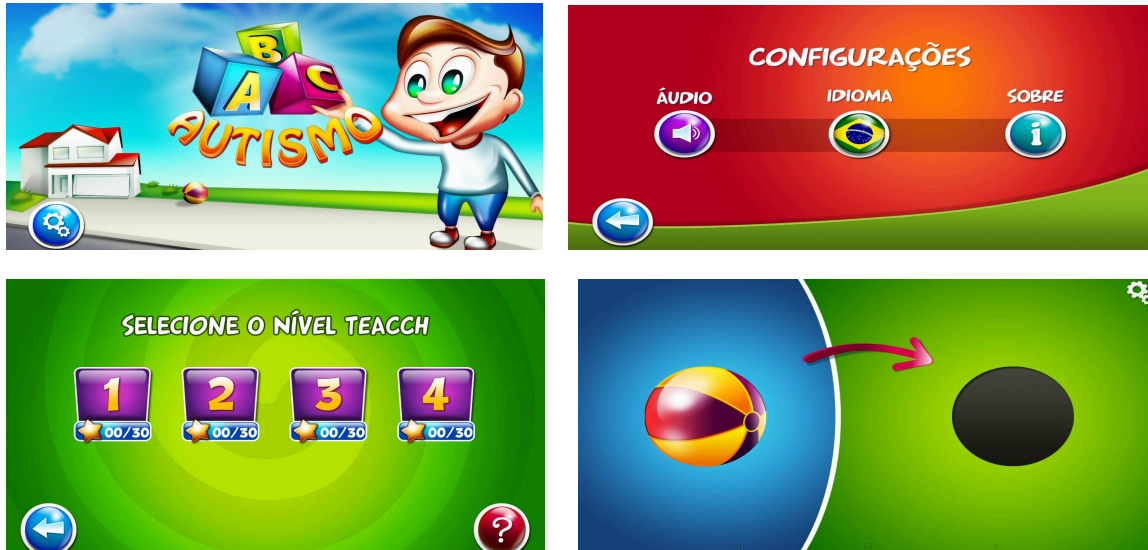 B
A C
AUTISMO
CONFIGURAÇÕES
ÁUDIO IDIOMA SOBRE
i
SELECIONE O NÍVEL TEACCH
1 2 3 4
00/30 00/30 00/30 00/30
?